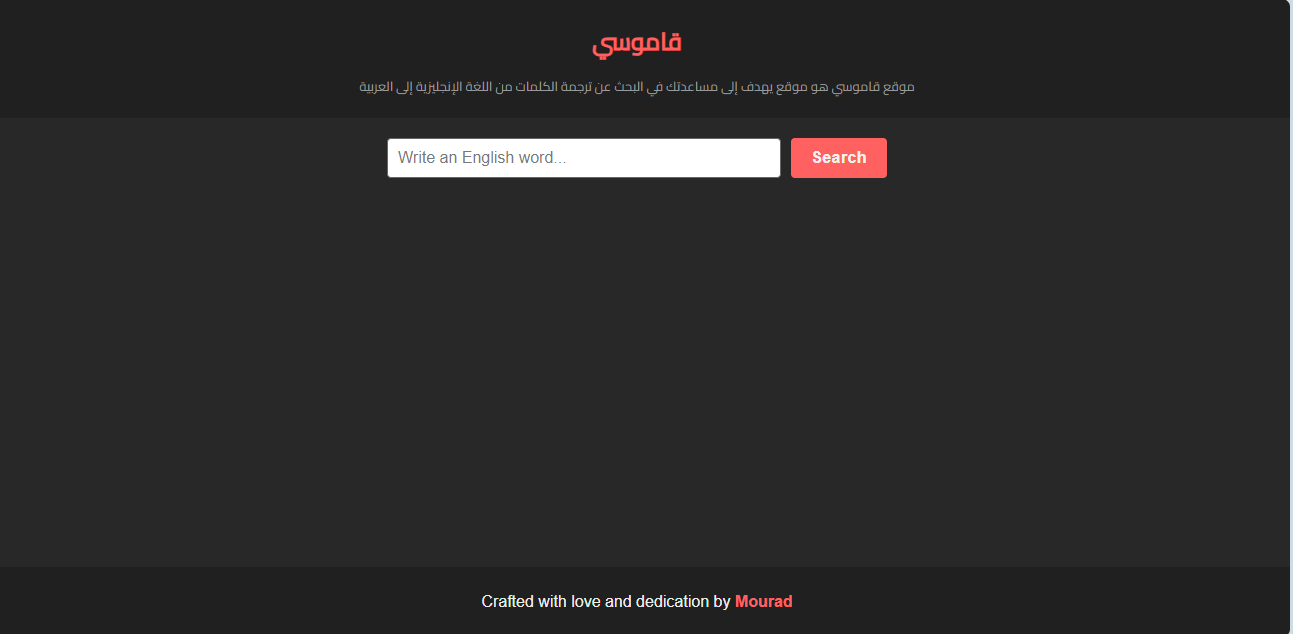 قاموسي
موقع قاموسي هو موقع يهدف إلى مساعدتك في البحث عن ترجمة الكلمات من اللغة الإنجليزية إلى العربية
Write an English word...
Search
Crafted with love and dedication by Mourad